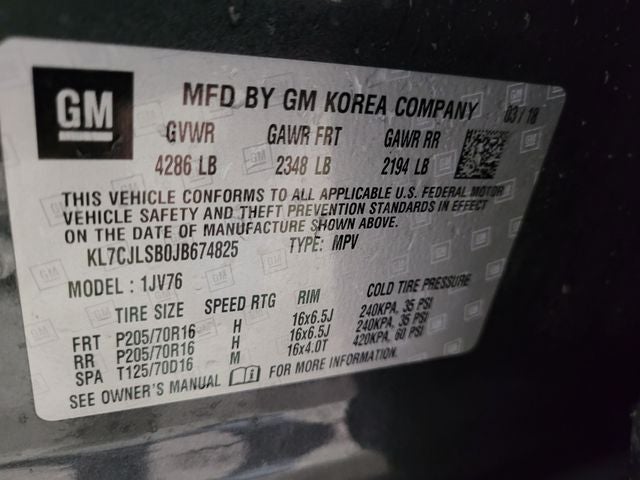 GM
MFD BY GM KOREA COMPANY 03/18
GVWR GAWR FRT GAWR RR
4286 LB 2348 LB 2194 LB
THIS VEHICLE CONFORMS TO ALL APPLICABLE U.S. FEDERAL MOTOR
VEHICLE SAFETY AND THEFT PREVENTION STANDARDS IN EFFECT
ON THE DATE OF MANUFACTURE SHOWN ABOVE.
KL7CJLSB0JB674825 TYPE: MPV
MODEL : 1JV76
TIRE SIZE SPEED RTG RIM COLD TIRE PRESSURE
FRT P205/70R16 H 16x6.5J 240KPA, 35 PSI
RR P205/70R16 H 16x6.5J 240KPA, 35 PSI
SPA T125/70D16 M 16x4.0T 420KPA, 60 PSI
SEE OWNER'S MANUAL FOR MORE INFORMATION.